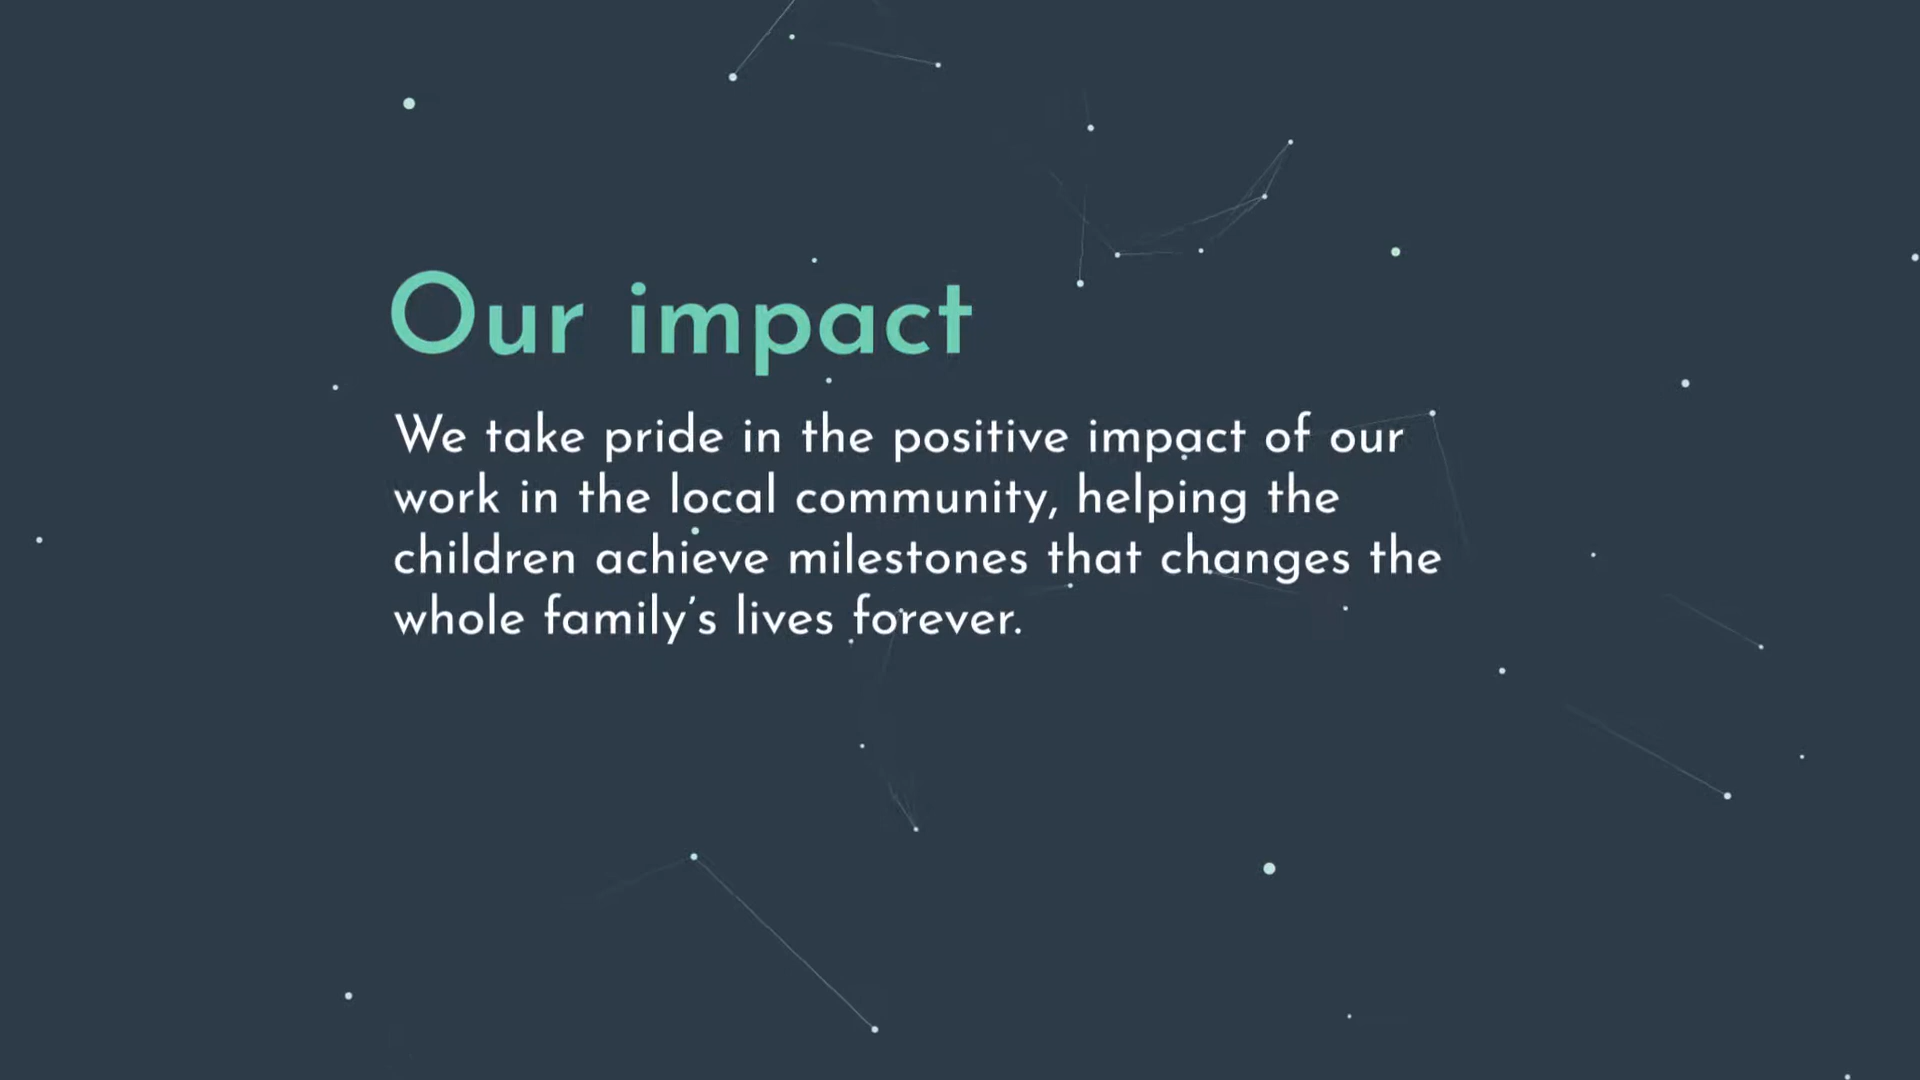 Our impact
We take pride in the positive impact of our
work in the local community, helping the
children achieve milestones that changes the
whole family’s lives forever.